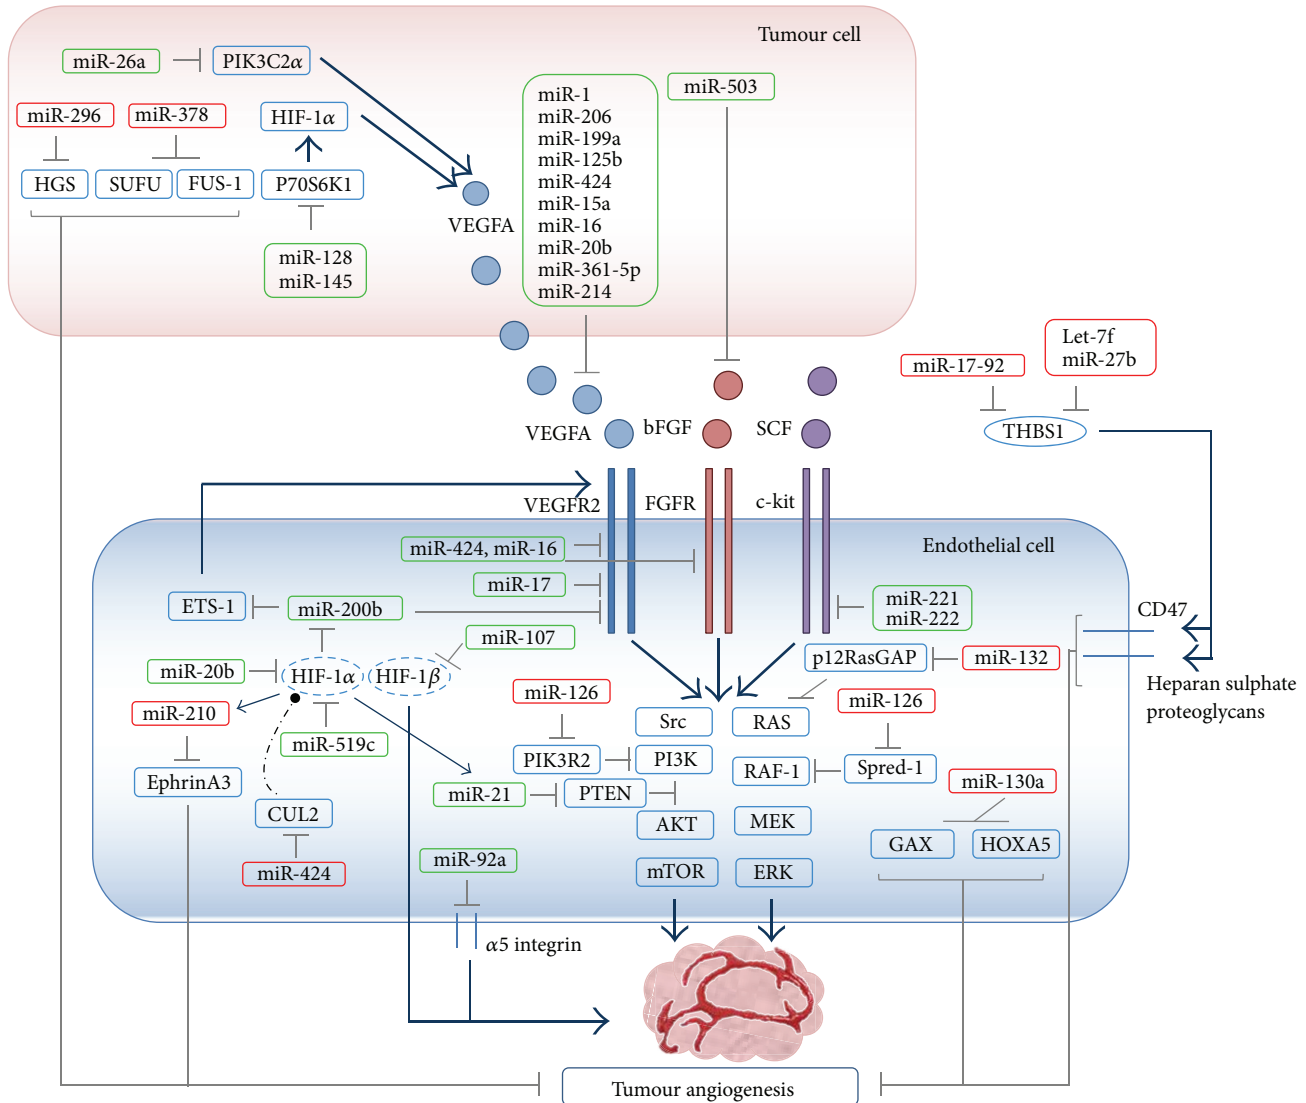 Tumour cell
miR-26a
PIK3C2α
miR-503
miR-1
miR-206
miR-199a
miR-125b
miR-424
miR-15a
miR-16
miR-20b
miR-361-5p
miR-214
miR-296
miR-378
HIF-1α
HGS
SUFU
FUS-1
P70S6K1
VEGFA
miR-128
miR-145
Let-7f
miR-27b
miR-17-92
THBS1
VEGFA
bFGF
SCF
VEGFR2
FGFR
c-kit
Endothelial cell
miR-424, miR-16
miR-17
ETS-1
miR-200b
miR-221
miR-222
CD47
miR-107
miR-20b
HIF-1α
HIF-1β
p12RasGAP
miR-132
Heparan sulphate
proteoglycans
miR-210
miR-126
miR-126
Src
RAS
miR-519c
PIK3R2
PI3K
RAF-1
Spred-1
EphrinA3
miR-21
PTEN
miR-130a
CUL2
AKT
MEK
GAX
HOXA5
miR-92a
miR-424
mTOR
ERK
α5 integrin
Tumour angiogenesis